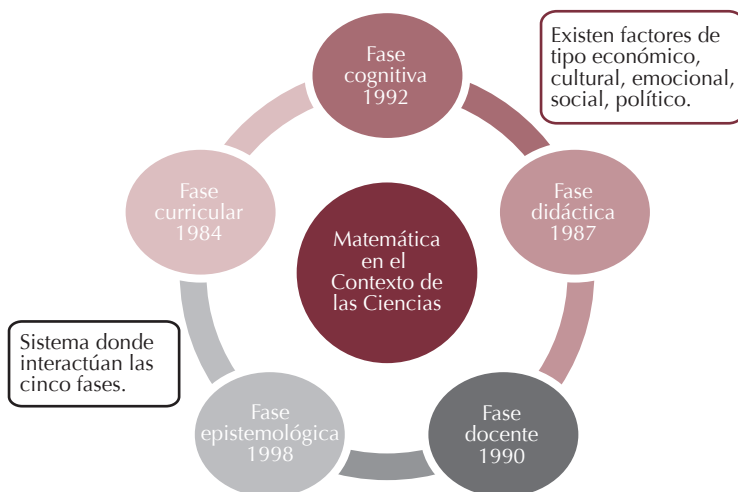 Fase
cognitiva
1992
Existen factores de
tipo económico,
cultural, emocional,
social, político.
Fase
curricular
1984
Fase
didáctica
1987
Matemática
en el
Contexto de
las Ciencias
Sistema donde
interactúan las
cinco fases.
Fase
epistemológica
1998
Fase
docente
1990